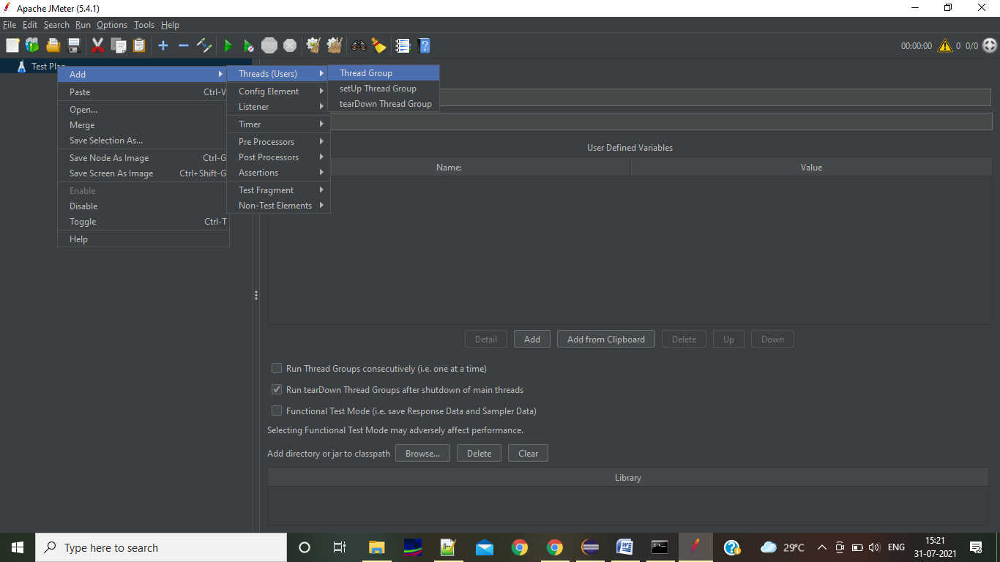 Apache JMeter (5.4.1)
File Edit Search Run Options Tools Help
STOP
00:00:00 0 0/0
Test Plan
Add
Paste Ctrl-V
Open...
Merge
Save Selection As...
Save Node As Image Ctrl-G
Save Screen As Image Ctrl+Shift-G
Enable
Disable
Toggle Ctrl-T
Help
Threads (Users)
Config Element
Listener
Timer
Pre Processors
Post Processors
Assertions
Test Fragment
Non-Test Elements
Thread Group
setUp Thread Group
tearDown Thread Group
User Defined Variables
Name: Value
Detail Add Add from Clipboard Delete Up Down
Run Thread Groups consecutively (i.e. one at a time)
Run tearDown Thread Groups after shutdown of main threads
Functional Test Mode (i.e. save Response Data and Sampler Data)
Selecting Functional Test Mode may adversely affect performance.
Add directory or jar to classpath Browse... Delete Clear
Library
Type here to search
29°C ENG
15:21
31-07-2021